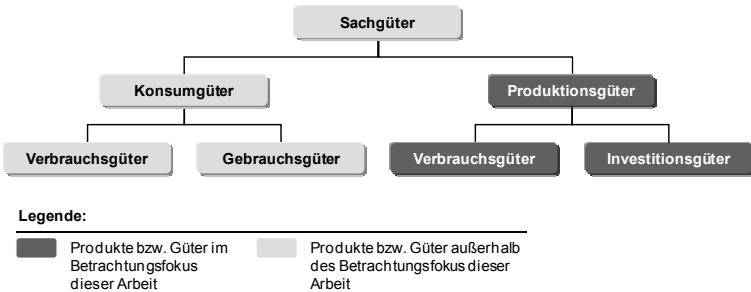 Sachgüter
Konsumgüter
Produktionsgüter
Verbrauchsgüter
Gebrauchsgüter
Verbrauchsgüter
Investitionsgüter
Legende:
Produkte bzw. Güter im
Betrachtungsfokus
dieser Arbeit
Produkte bzw. Güter außerhalb
des Betrachtungsfokus dieser
Arbeit